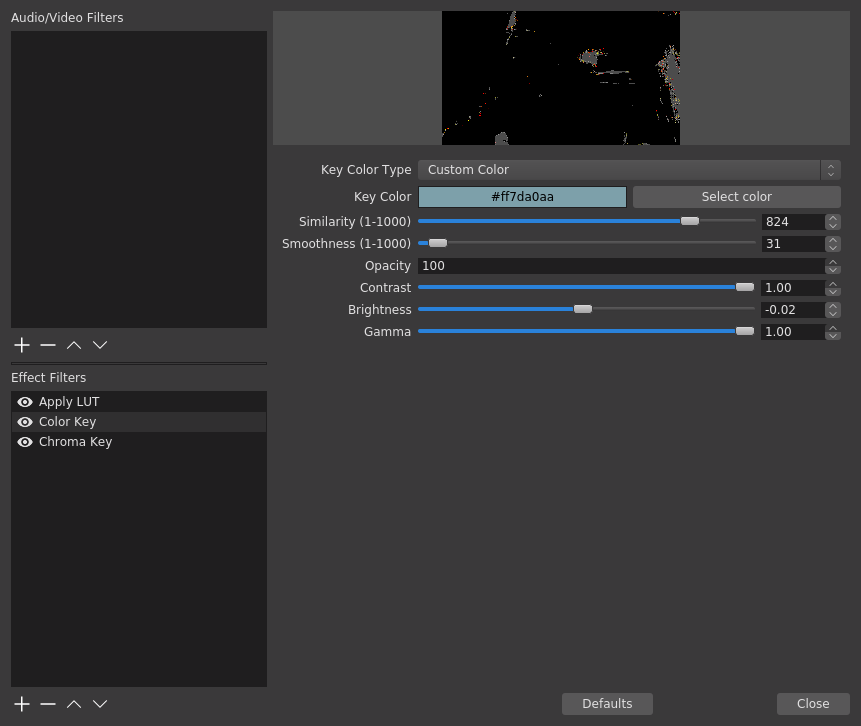 Audio/Video Filters
Key Color Type Custom Color
Key Color #ff7da0aa Select color
Similarity (1-1000) 824
Smoothness (1-1000) 31
Opacity 100
Contrast 1.00
Brightness -0.02
Gamma 1.00
Effect Filters
Apply LUT
Color Key
Chroma Key
Defaults Close